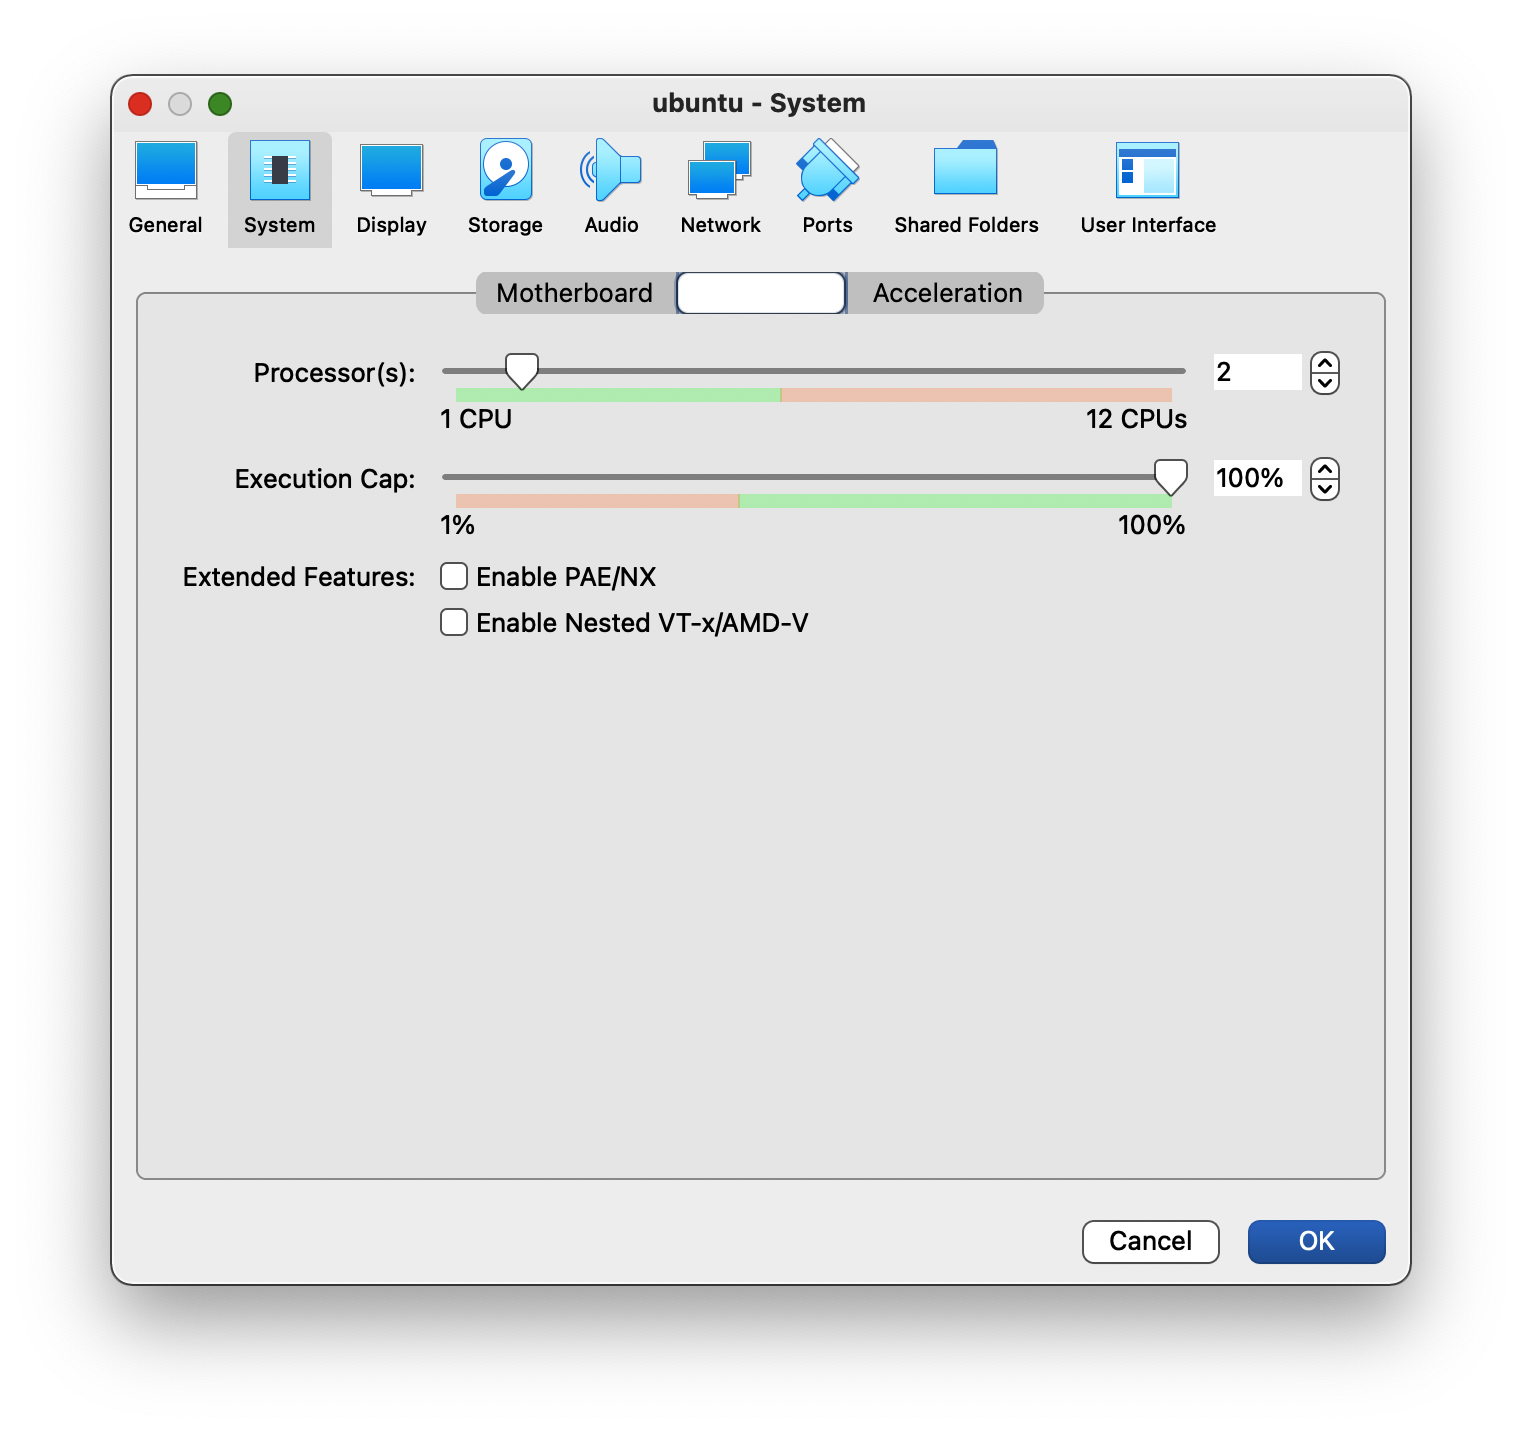 ubuntu - System
General System Display Storage Audio Network Ports Shared Folders User Interface
Motherboard Acceleration
Processor(s): 2
1 CPU 12 CPUs
Execution Cap: 100%
1% 100%
Extended Features: Enable PAE/NX
Enable Nested VT-x/AMD-V
Cancel OK